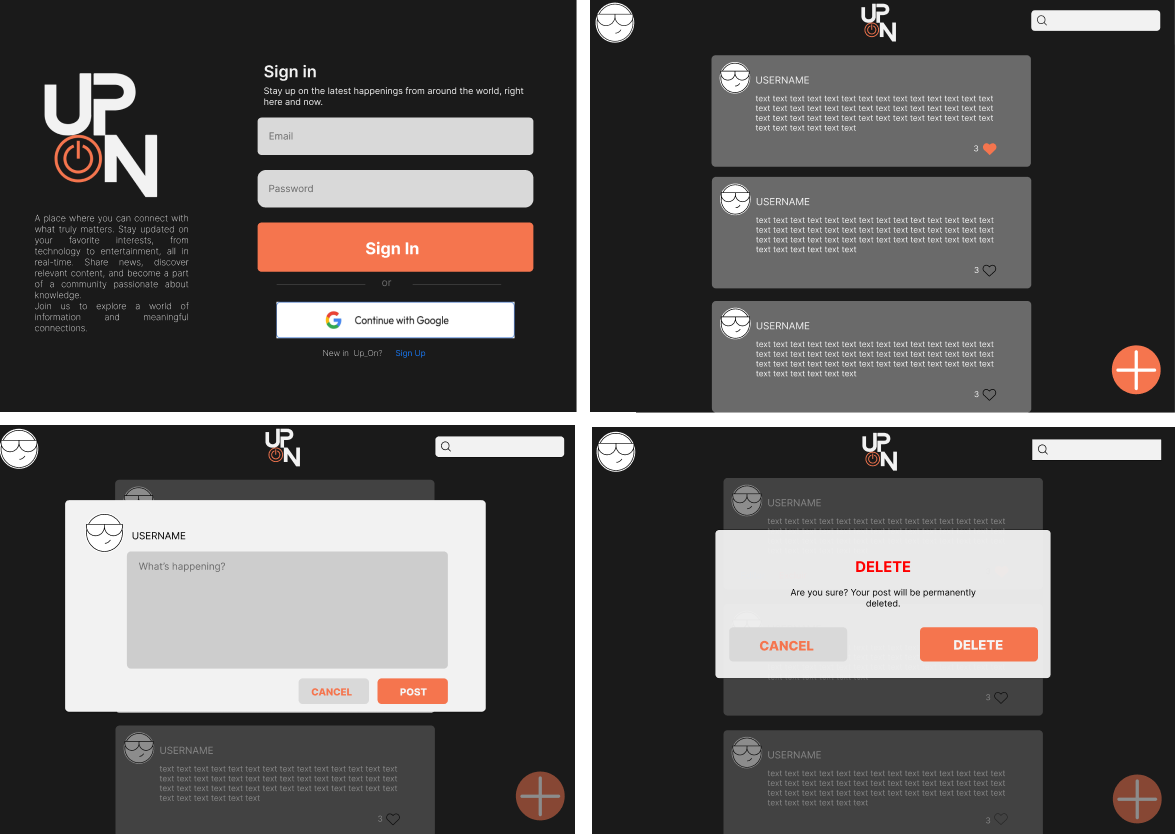 UP
ON
A place where you can connect with
what truly matters. Stay updated on
your favorite interests, from
technology to entertainment, all in
real-time. Share news, discover
relevant content, and become a part
of a community passionate about
knowledge.
Join us to explore a world of
information and meaningful
connections.
Sign in
Stay up on the latest happenings from around the world, right
here and now.
Email
Password
Sign In
or
Continue with Google
New in Up_On? Sign Up
UP
ON
USERNAME
text text text text text text text text text text text text text text
text text text text text text text text text text text text text text
text text text text text text text text text text text text text text
text text text text text text
3
USERNAME
text text text text text text text text text text text text text text
text text text text text text text text text text text text text text
text text text text text text text text text text text text text text
text text text text text text
3
USERNAME
text text text text text text text text text text text text text text
text text text text text text text text text text text text text text
text text text text text text text text text text text text text text
text text text text text text
3
UP
ON
USERNAME
What's happening?
CANCEL
POST
USERNAME
text text text text text text text text text text text text text text
text text text text text text text text text text text text text text
text text text text text text text text text text text text text text
text text text text text text
3
UP
ON
USERNAME
text text text text text text text text text text text text text text
DELETE
Are you sure? Your post will be permanently
deleted.
CANCEL
DELETE
3
USERNAME
text text text text text text text text text text text text text text
text text text text text text text text text text text text text text
text text text text text text text text text text text text text text
text text text text text text
3